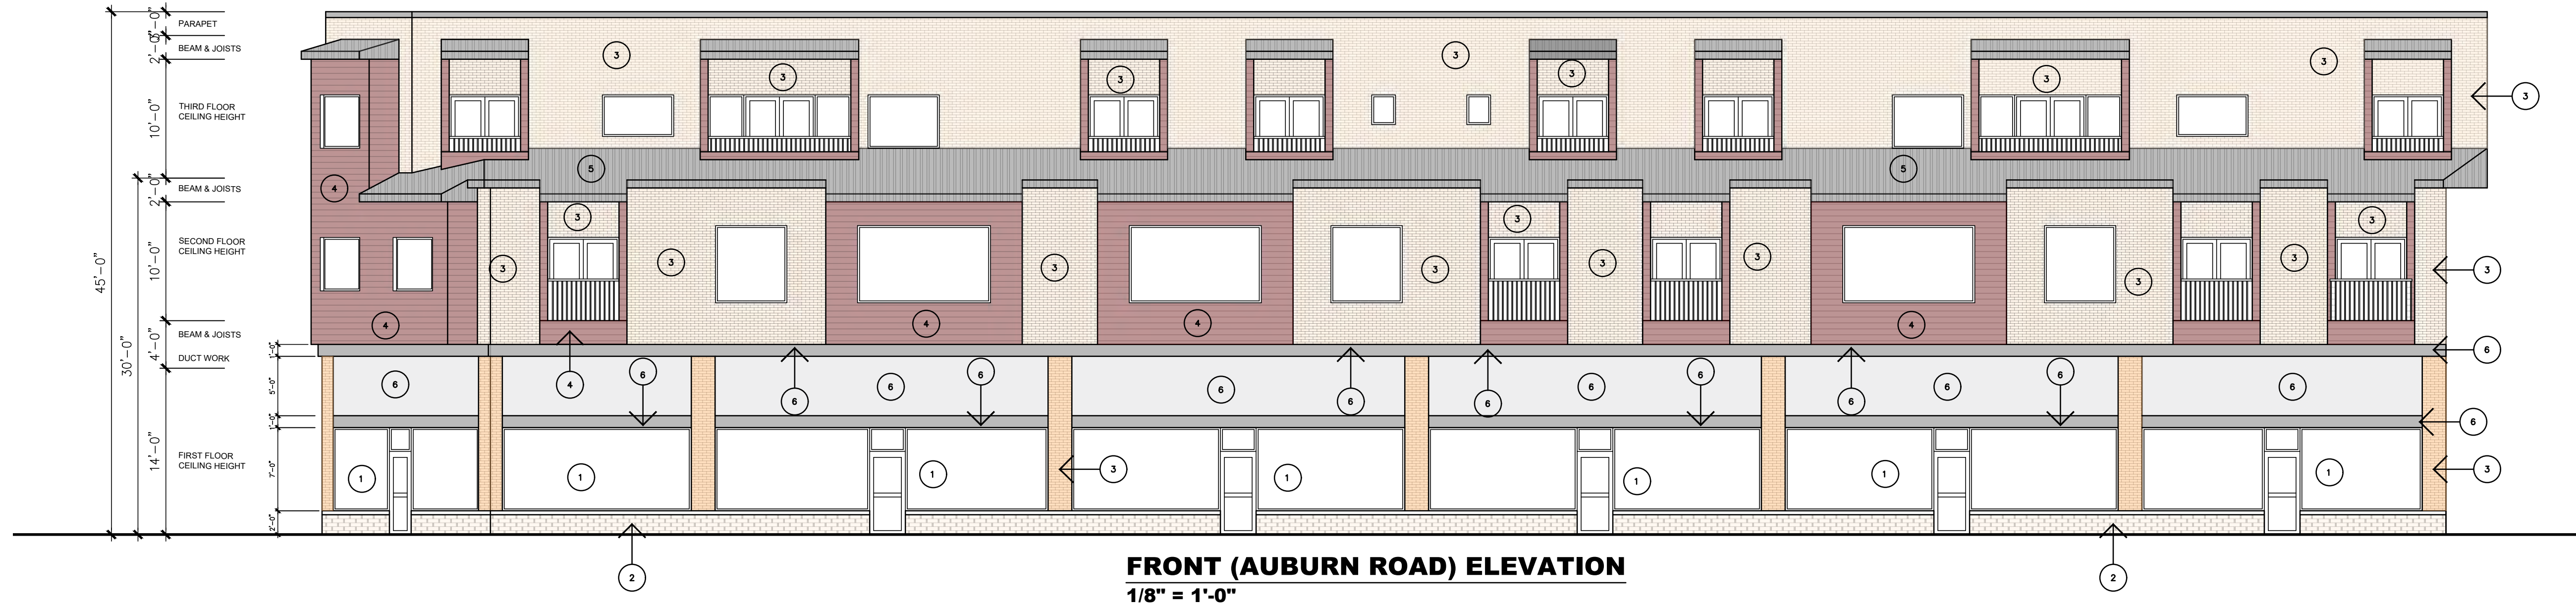 3'-0"
PARAPET
2'-0"
BEAM & JOISTS
10'-0"
THIRD FLOOR
CEILING HEIGHT
2'-0"
BEAM & JOISTS
10'-0"
SECOND FLOOR
CEILING HEIGHT
4'-0"
BEAM & JOISTS
DUCT WORK
14'-0"
FIRST FLOOR
CEILING HEIGHT
45'-0"
30'-0"
1'-0"
5'-0"
1'-0"
7'-0"
2'-0"
3 3 3
3 3 3 3
3
5 5
4
3 3 3
3 3 3 3 3 3 3 3 3
3
4 4 4 4
6
6 4 6 6 6 6 6 6 6 6 6 6 6 6 6
6
1 1 1 1 1 1 1
3 3
2 2
FRONT (AUBURN ROAD) ELEVATION
1/8" = 1'-0"